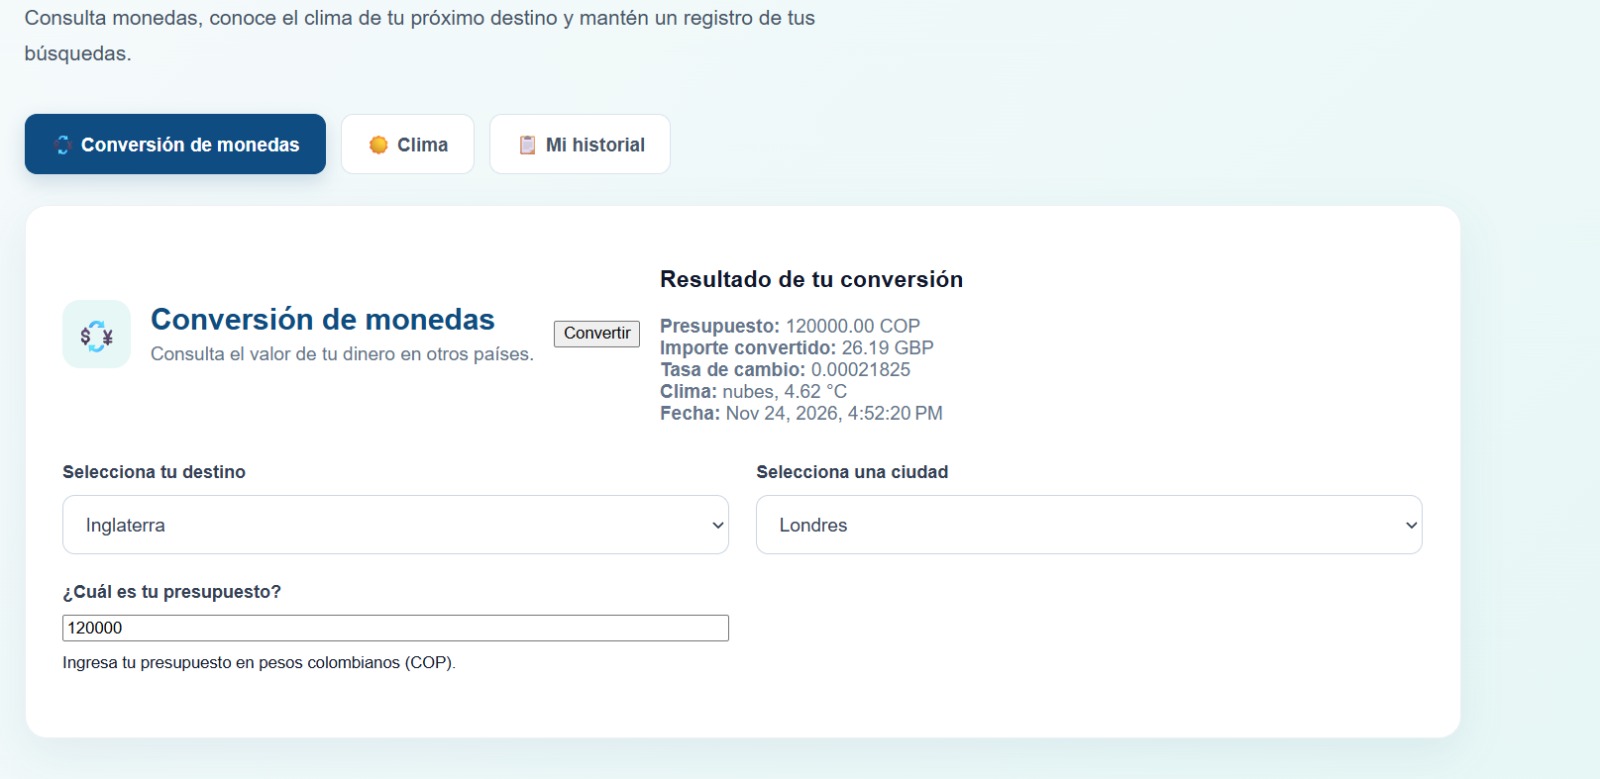 Consulta monedas, conoce el clima de tu próximo destino y mantén un registro de tus
búsquedas.
Conversión de monedas
Clima
Mi historial
$ ¥
Conversión de monedas
Consulta el valor de tu dinero en otros países.
Convertir
Resultado de tu conversión
Presupuesto: 120000.00 COP
Importe convertido: 26.19 GBP
Tasa de cambio: 0.00021825
Clima: nubes, 4.62 °C
Fecha: Nov 24, 2026, 4:52:20 PM
Selecciona tu destino
Inglaterra
Selecciona una ciudad
Londres
¿Cuál es tu presupuesto?
120000
Ingresa tu presupuesto en pesos colombianos (COP).